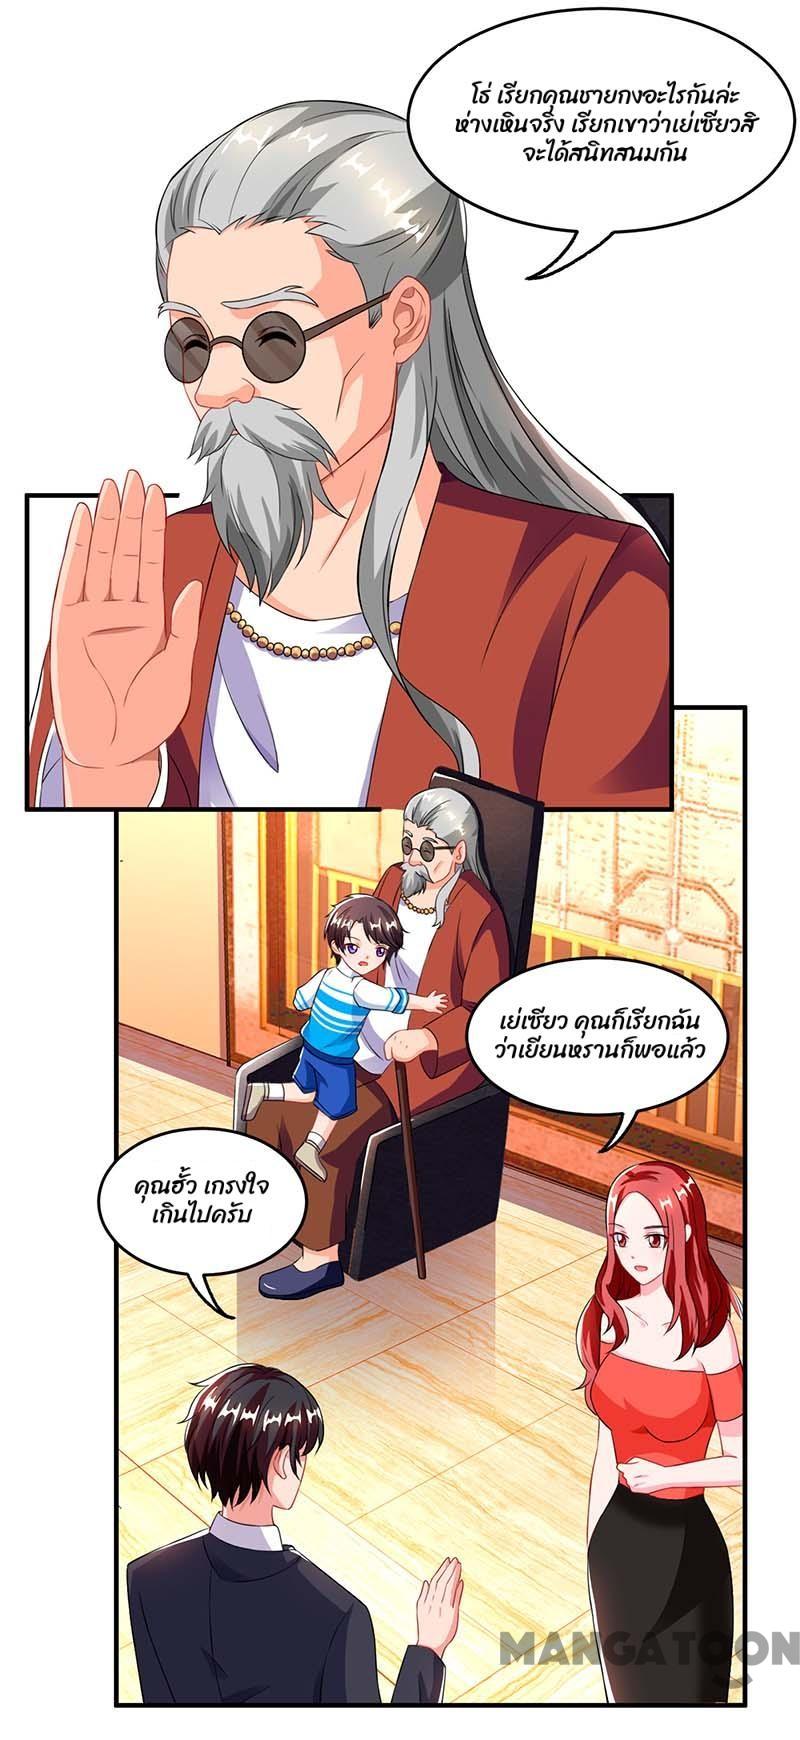 โธ่ เรียกคุณชายกงอะไรกันล่ะ
ห่างเหินจริง เรียกเขาว่าเย่เซียวสิ
จะได้สนิทสนมกัน
เย่เซียว คุณก็เรียกฉัน
ว่าเยียนหรานก็พอแล้ว
คุณฮั้ว เกรงใจ
เกินไปครับ
MANGATOON